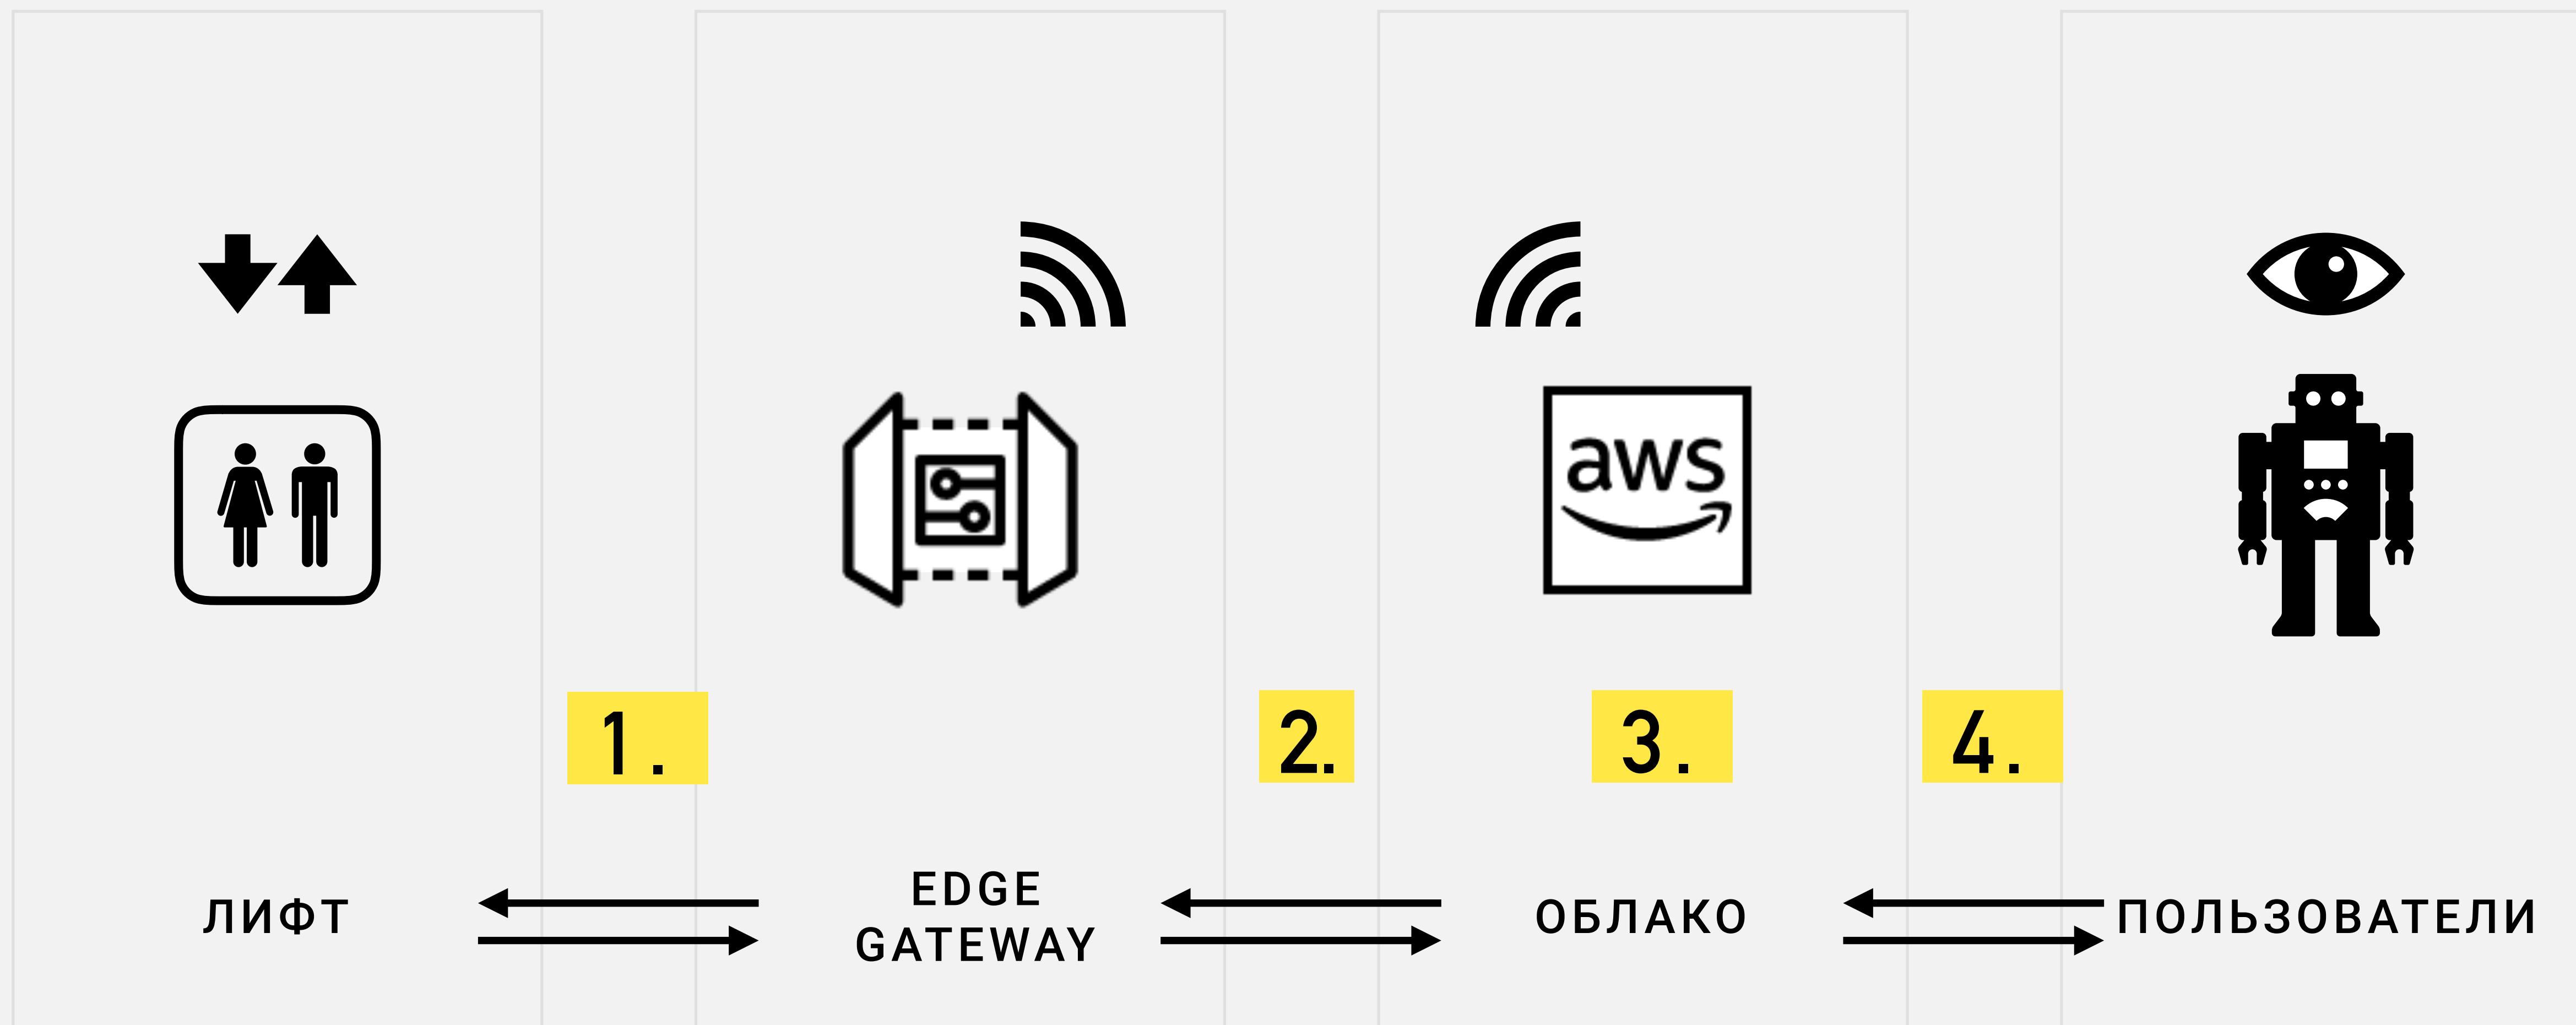 aws
1.
2.
3.
4.
ЛИФТ
EDGE
GATEWAY
ОБЛАКО
ПОЛЬЗОВАТЕЛИ